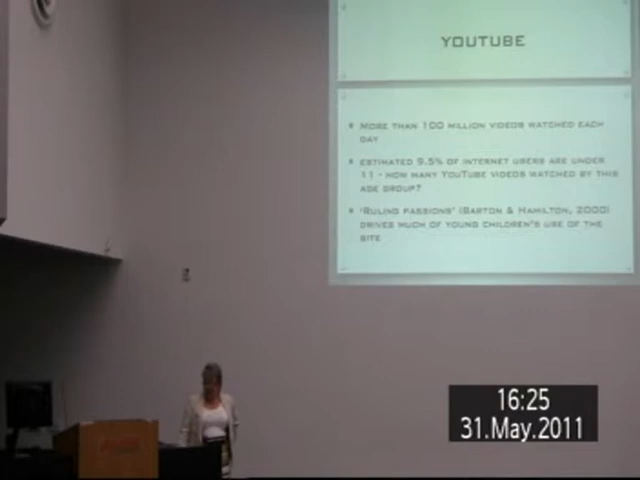 YOUTUBE
MORE THAN 100 MILLION VIDEOS WATCHED EACH
DAY
ESTIMATED 9.5% OF INTERNET USERS ARE UNDER
11 - HOW MANY YOUTUBE VIDEOS WATCHED BY THIS
AGE GROUP?
'RULING PASSIONS' (BARTON & HAMILTON, 2000)
DRIVES MUCH OF YOUNG CHILDREN'S USE OF THE
SITE
16:25
31.May.2011